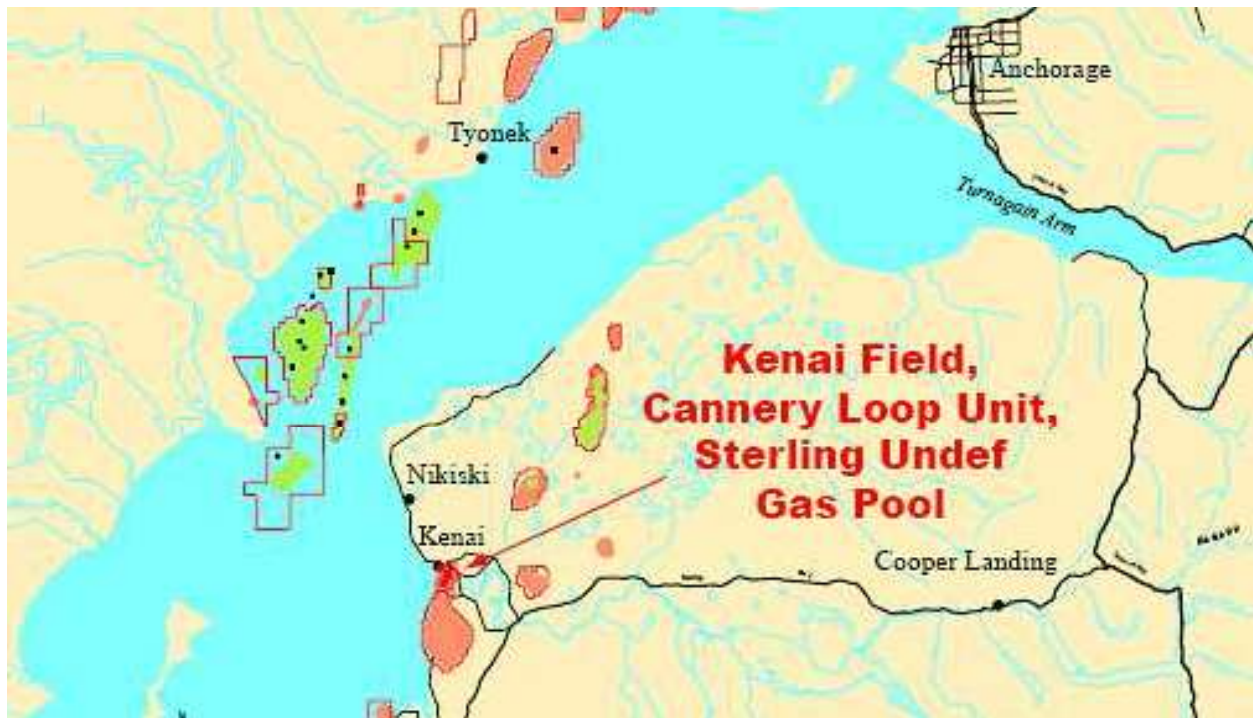 Anchorage
Tyonek
Turnagain Arm
Kenai Field,
Cannery Loop Unit,
Sterling Undef
Gas Pool
Nikiski
Kenai
Cooper Landing